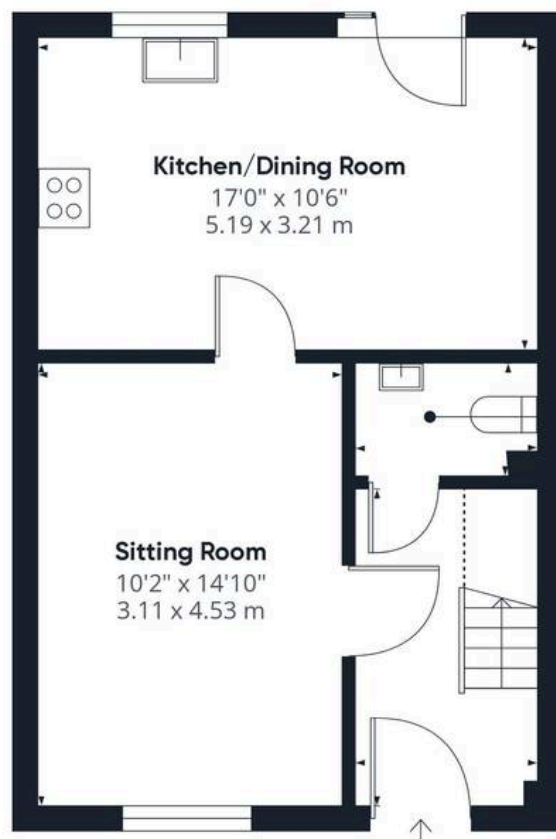 Kitchen/Dining Room
17'0" x 10'6"
5.19 x 3.21 m
Sitting Room
10'2" x 14'10"
3.11 x 4.53 m